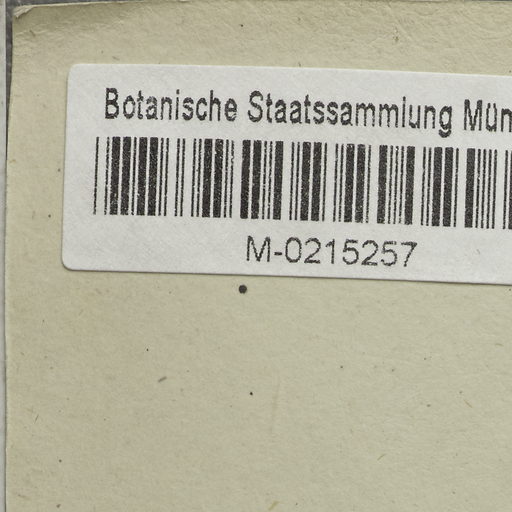 Botanische Staatssammlung Mün
M-0215257